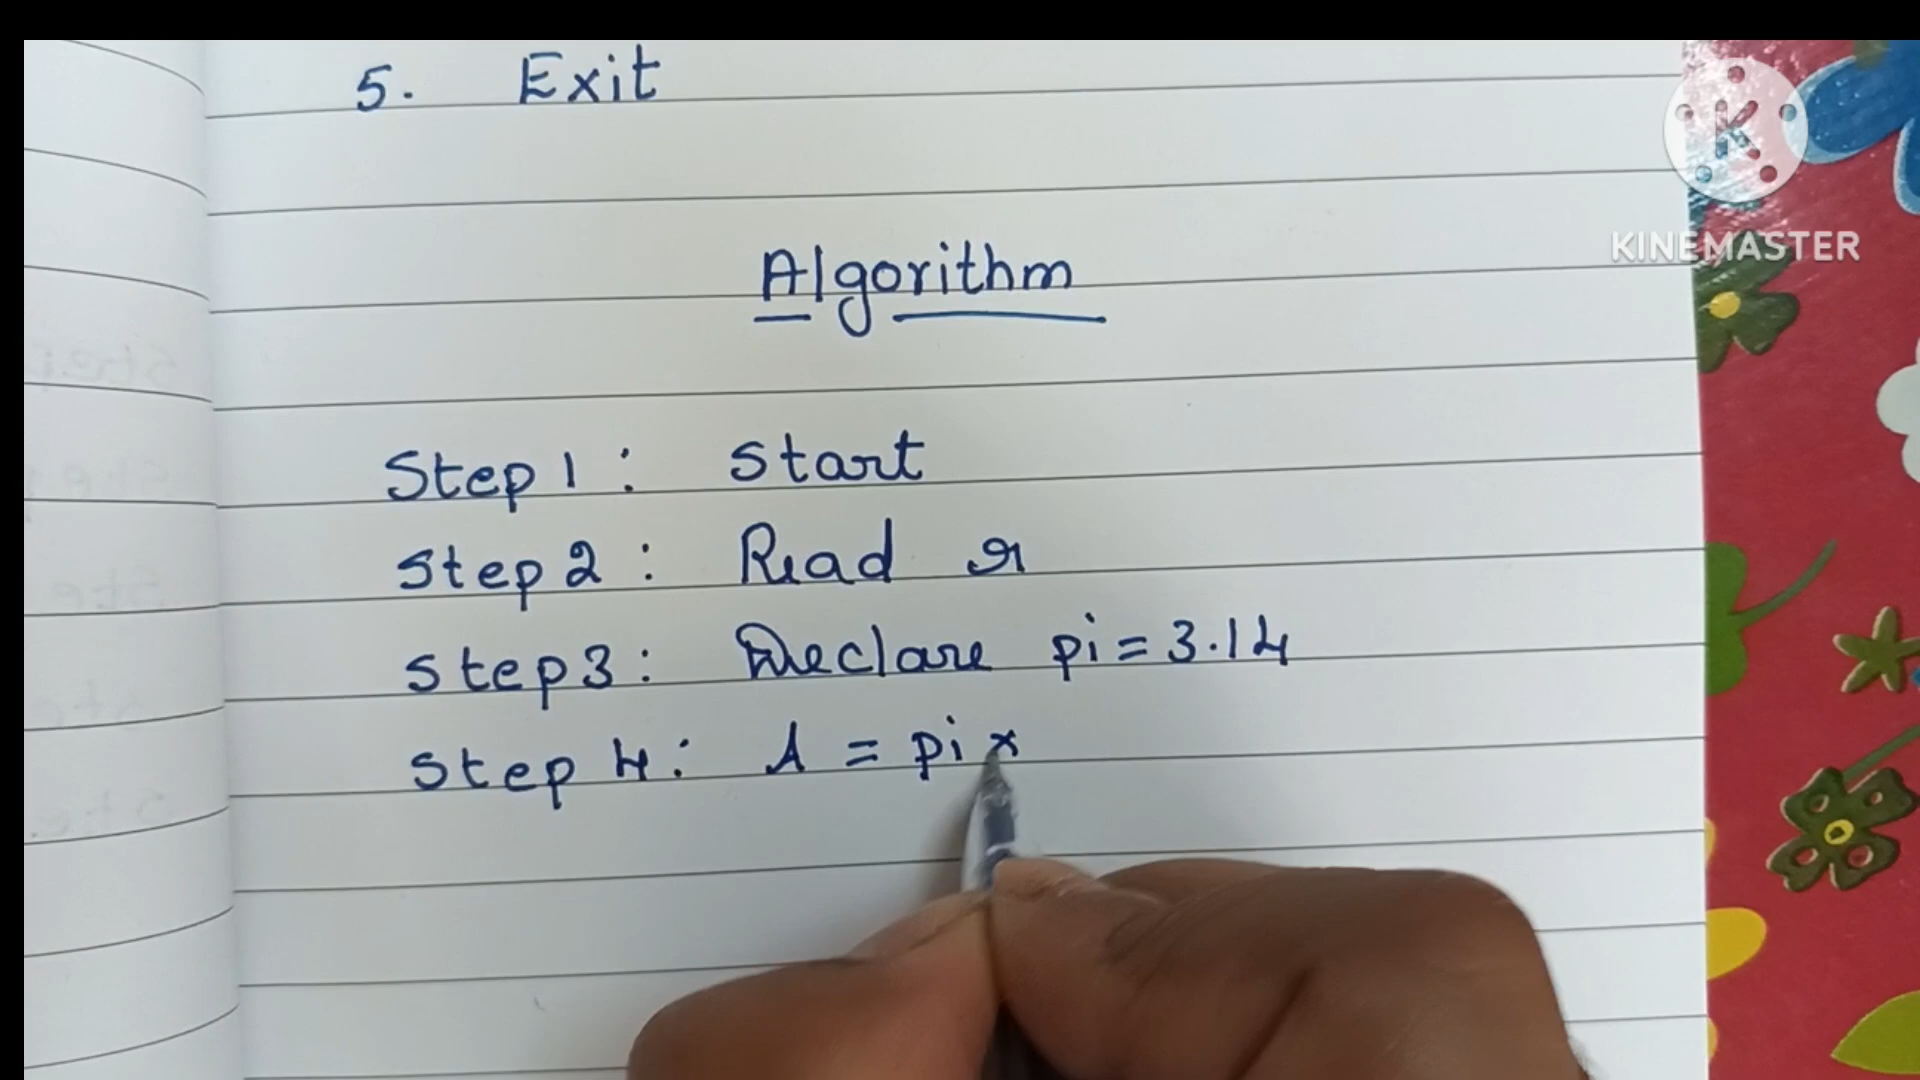 5. Exit
K
KINEMASTER
Algorithm
Step 1 : Start
Step 2 : Read r
Step 3 : Declare pi = 3.14
Step 4 : A = pi *